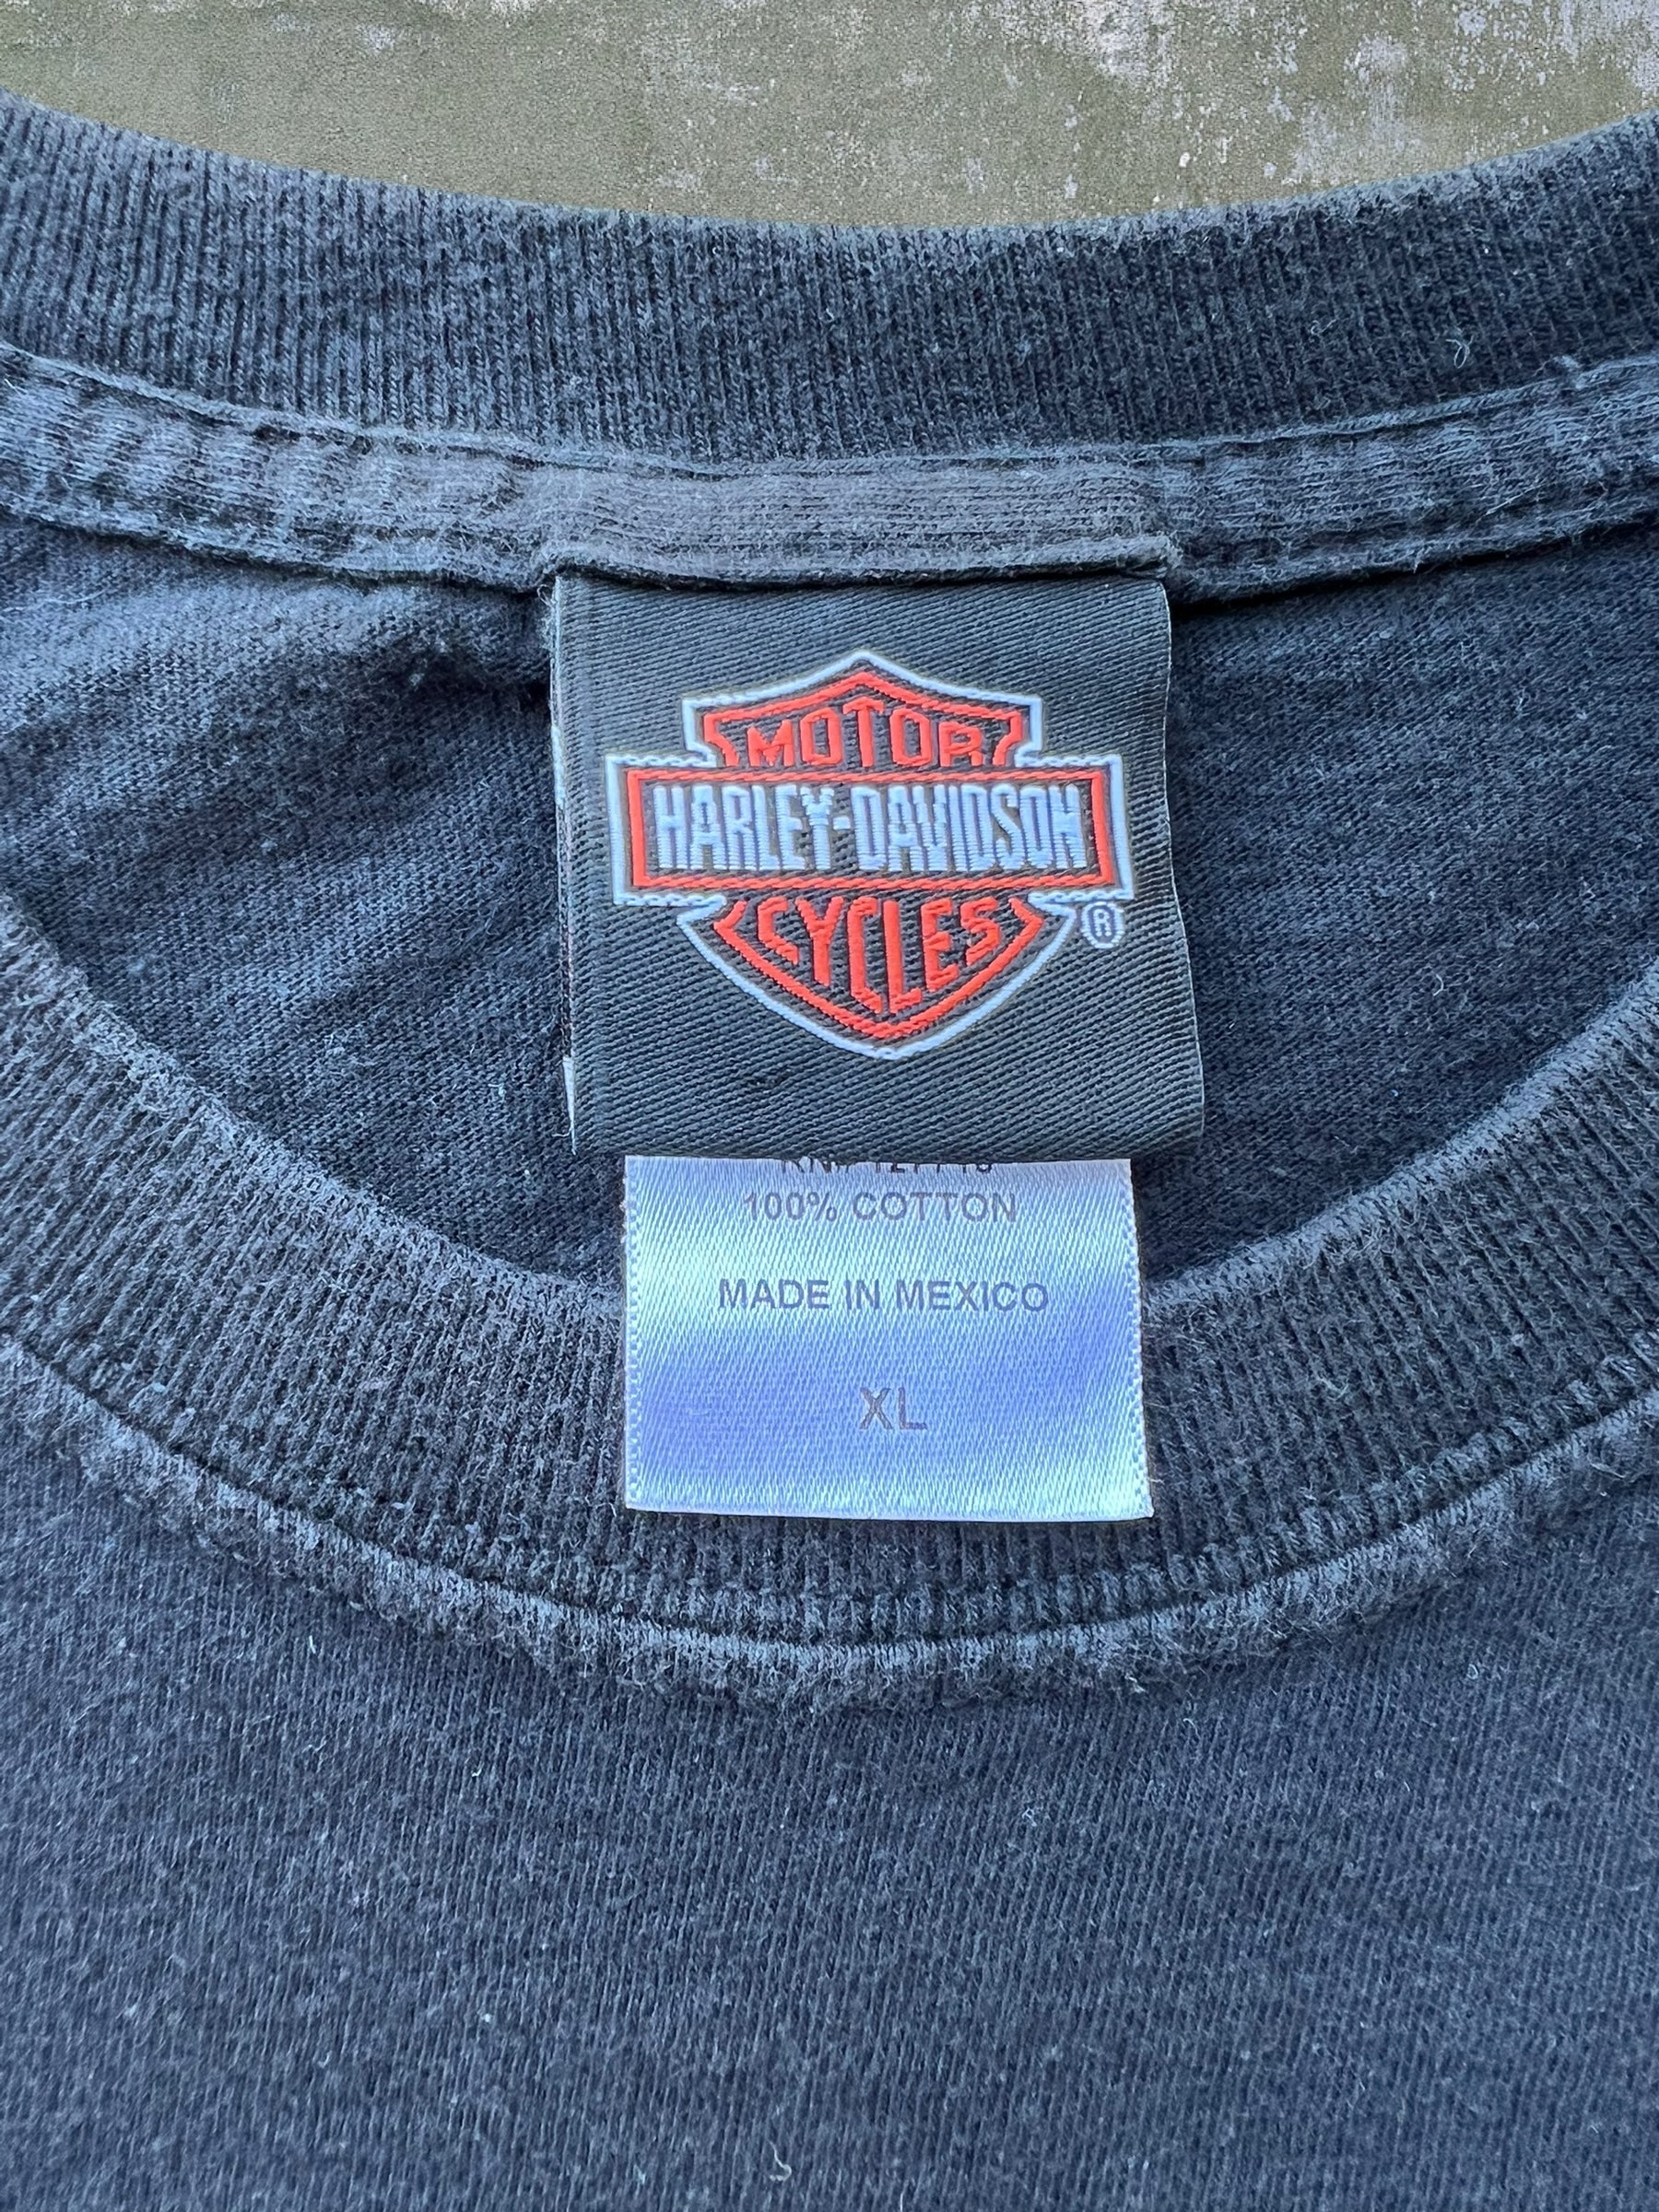 MOTOR
HARLEY-DAVIDSON
CYCLES
®
100% COTTON
MADE IN MEXICO
XL